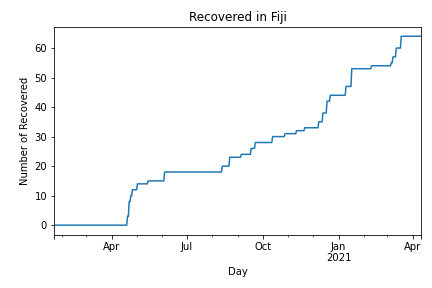 Recovered in Fiji
Number of Recovered
60
50
40
30
20
10
0
Apr
Jul
Oct
Jan
2021
Apr
Day